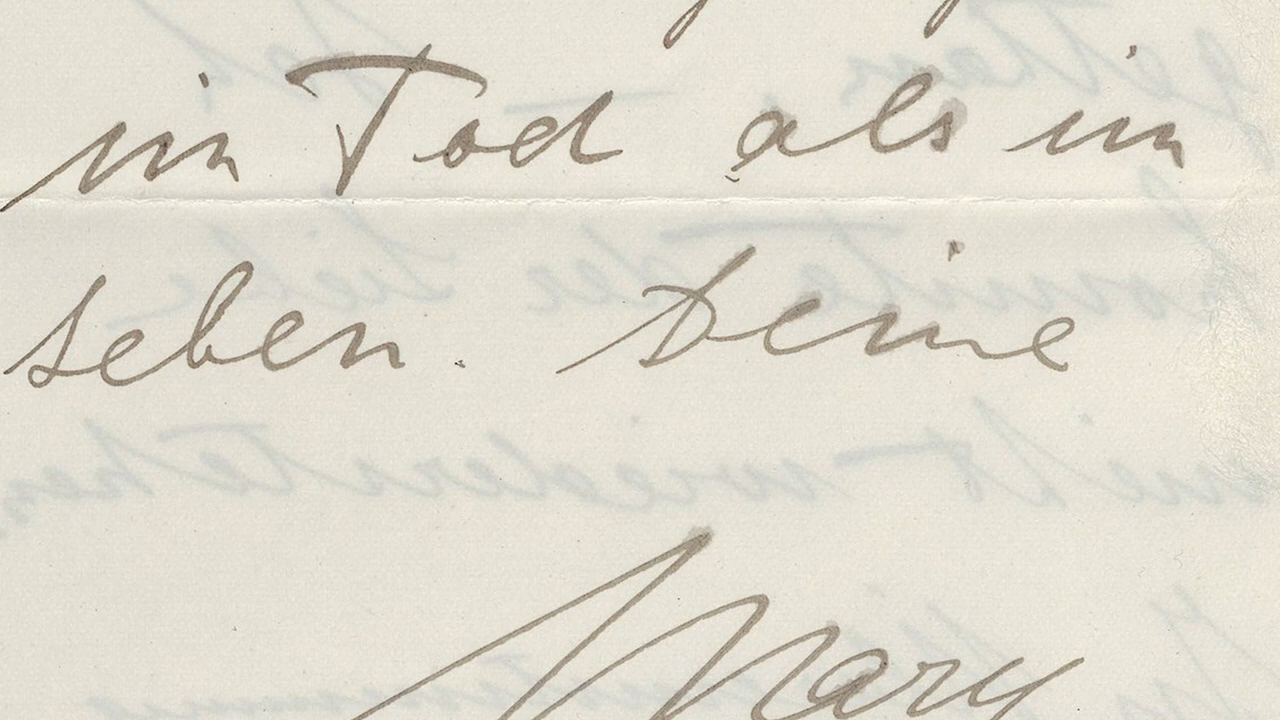 im Tod als im
Leben. Deine
Mary